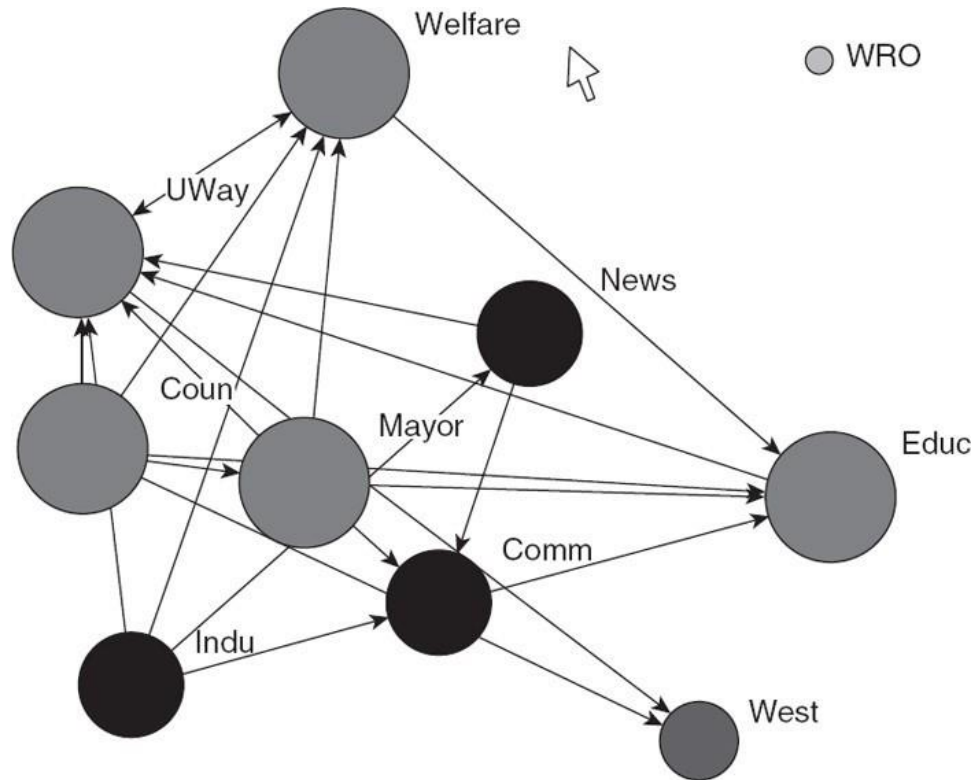 Welfare
WRO
UWay
News
Coun
Mayor
Educ
Comm
Indu
West